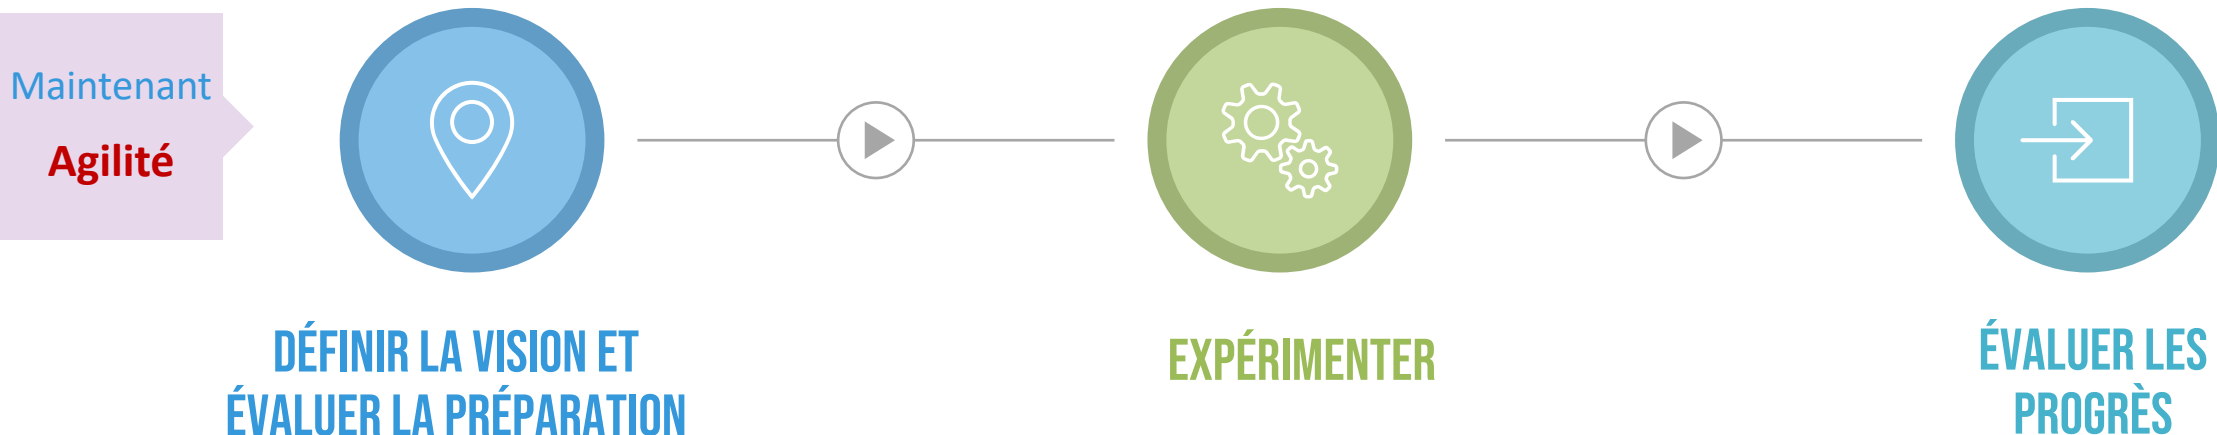 Maintenant
Agilité
DÉFINIR LA VISION ET
ÉVALUER LA PRÉPARATION
EXPÉRIMENTER
ÉVALUER LES
PROGRÈS